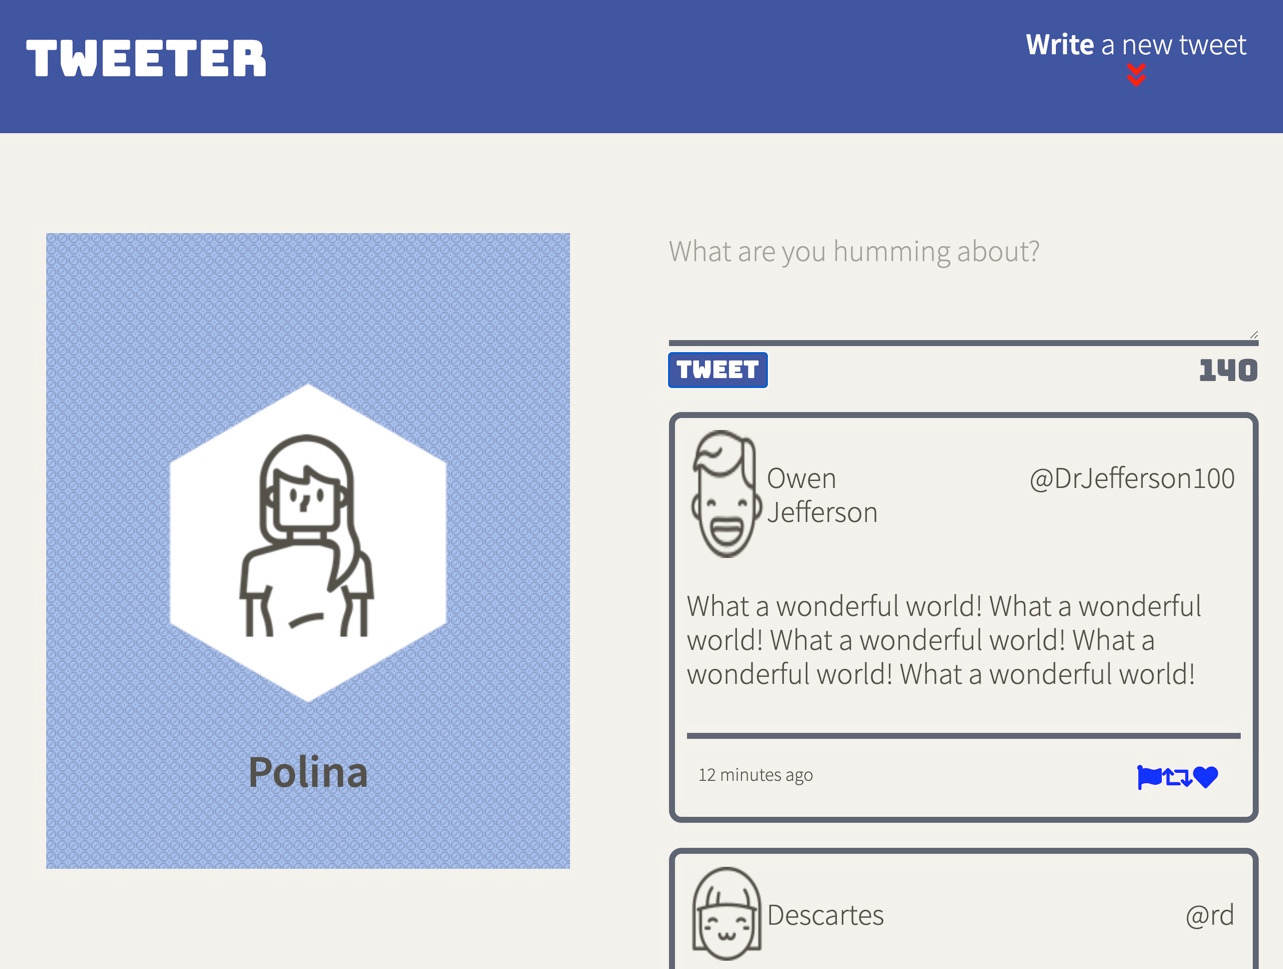 TWEETER
Write a new tweet
Polina
What are you humming about?
TWEET
140
Owen
Jefferson
@DrJefferson100
What a wonderful world! What a wonderful
world! What a wonderful world! What a
wonderful world! What a wonderful world!
12 minutes ago
Descartes
@rd